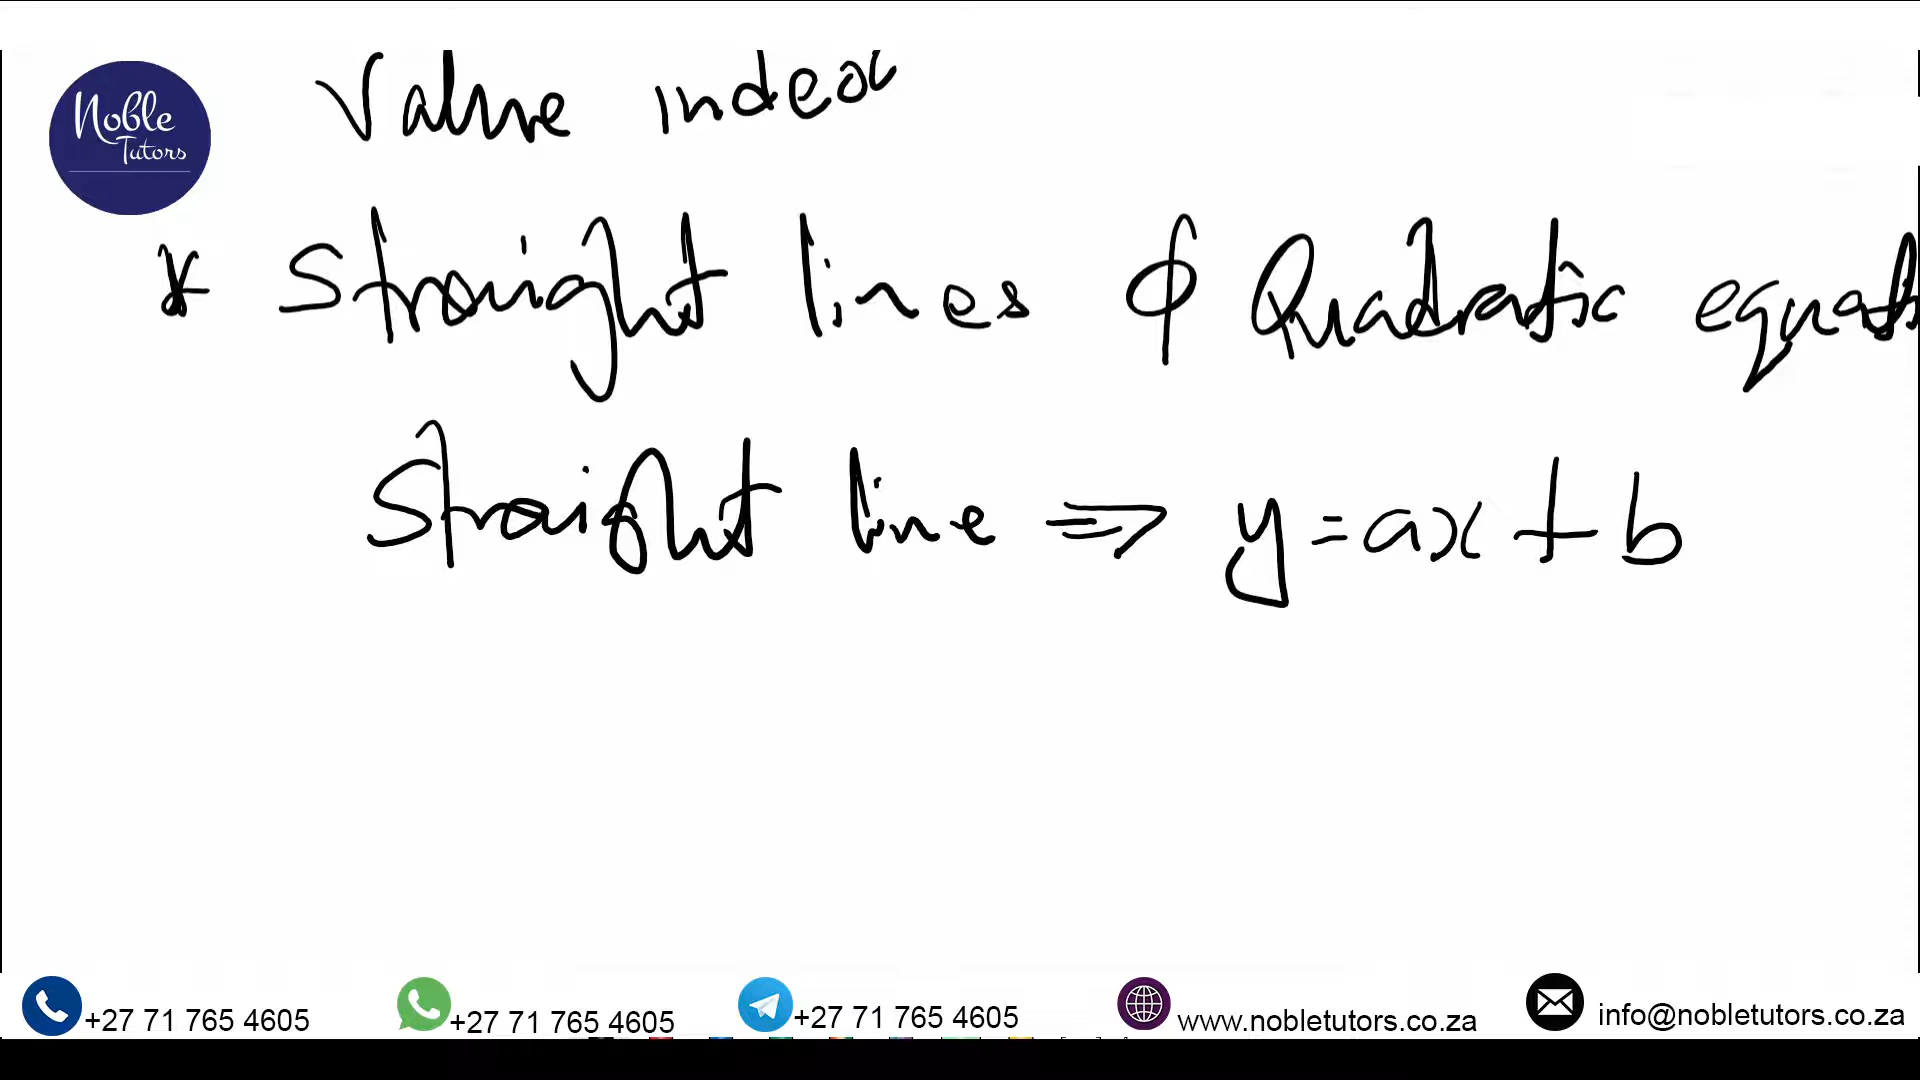 Noble
Tutors
Value index
* Straight lines & Quadratic equat
Straight line ⇒ y = ax + b
+27 71 765 4605
+27 71 765 4605
+27 71 765 4605
www.nobletutors.co.za
info@nobletutors.co.za